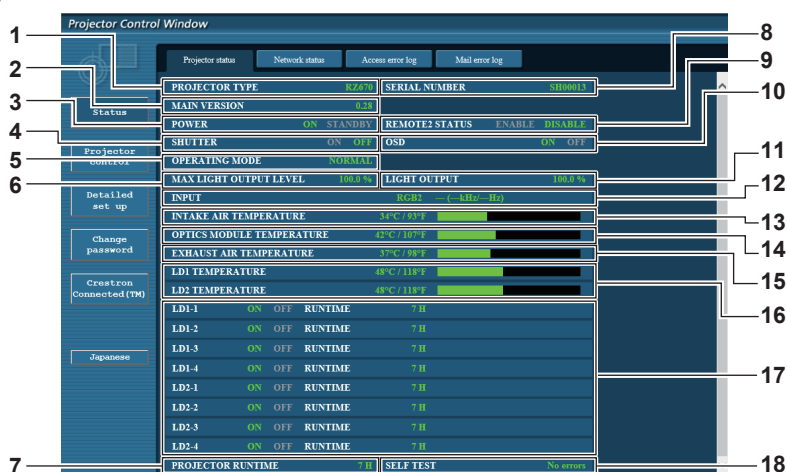 Projector Control Window
Projector status Network status Access error log Mail error log
Status
Projector
control
Detailed
set up
Change
password
Crestron
Connected(TM)
Japanese
PROJECTOR TYPE RZ670 SERIAL NUMBER SH00013
MAIN VERSION 0.28
POWER ON STANDBY REMOTE2 STATUS ENABLE DISABLE
SHUTTER ON OFF OSD ON OFF
OPERATING MODE NORMAL
MAX LIGHT OUTPUT LEVEL 100.0 % LIGHT OUTPUT 100.0 %
INPUT RGB2 --- (---kHz/---Hz)
INTAKE AIR TEMPERATURE 34°C / 93°F
OPTICS MODULE TEMPERATURE 42°C / 107°F
EXHAUST AIR TEMPERATURE 37°C / 98°F
LD1 TEMPERATURE 48°C / 118°F
LD2 TEMPERATURE 48°C / 118°F
LD1-1 ON OFF RUNTIME 7 H
LD1-2 ON OFF RUNTIME 7 H
LD1-3 ON OFF RUNTIME 7 H
LD1-4 ON OFF RUNTIME 7 H
LD2-1 ON OFF RUNTIME 7 H
LD2-2 ON OFF RUNTIME 7 H
LD2-3 ON OFF RUNTIME 7 H
LD2-4 ON OFF RUNTIME 7 H
PROJECTOR RUNTIME 7 H SELF TEST No errors
1
2
3
4
5
6
7
8
9
10
11
12
13
14
15
16
17
18